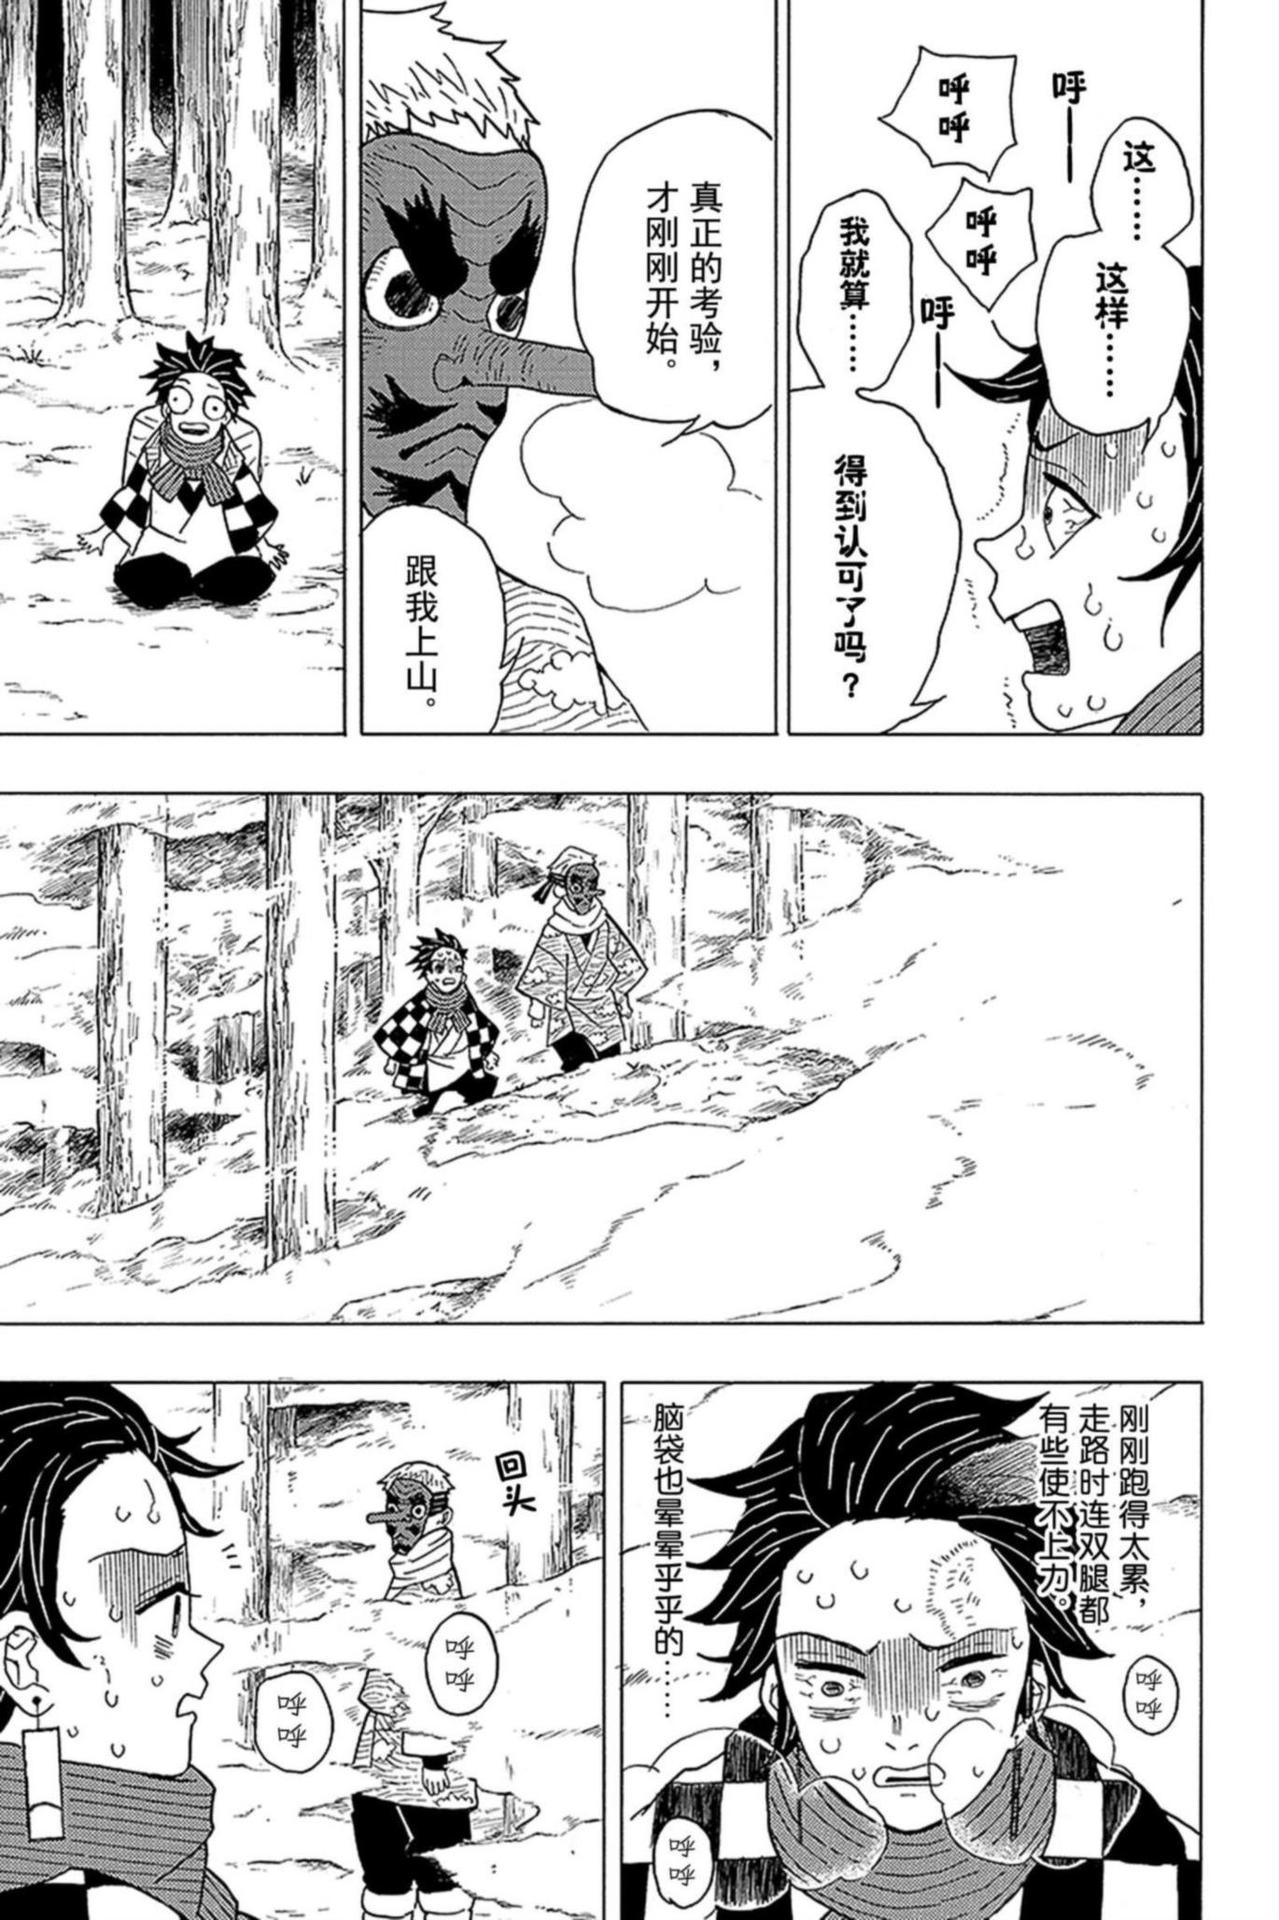 呼——
这……
这样……
呼
呼
呼
呼
呼——
我就算……
得到认可了吗？
真正的考验，
才刚刚开始。
跟我上山。
刚刚跑得太累，
走路时连双腿都
有些使不上力。
脑袋也晕晕乎乎的……
呼
呼
呼
呼
回头
呼
呼
呼
呼